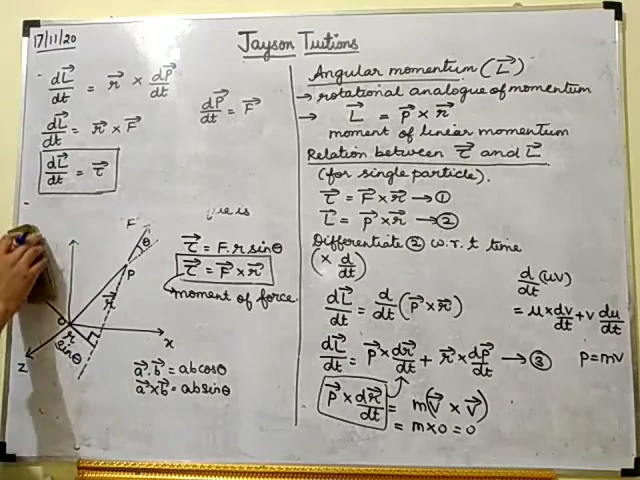 17/11/20
Jayson Tuitions
dL⃗/dt = r⃗ × dP⃗/dt
dP⃗/dt = F⃗
dL⃗/dt = r⃗ × F⃗
dL⃗/dt = τ⃗
F
θ
P
r⃗
O
r sinθ
x
z
ue is
τ⃗ = F.r sinθ
τ⃗ = F⃗ × r⃗
moment of force.
a⃗.b⃗ = ab cosθ
a⃗×b⃗ = ab sinθ
Angular momentum (L⃗)
→ rotational analogue of momentum
→ L⃗ = P⃗ × r⃗
moment of linear momentum
Relation between τ⃗ and L⃗
(for single particle).
τ⃗ = F⃗ × r⃗ → ①
L⃗ = P⃗ × r⃗ → ②
Differentiate ② w.r.t time
(× d/dt)
d/dt (uv)
= u × dv/dt + v du/dt
dL⃗/dt = d/dt (P⃗ × r⃗)
dL⃗/dt = P⃗ × dr⃗/dt + r⃗ × dP⃗/dt → ③
P = mv
P⃗ × dr⃗/dt = m(v⃗ × v⃗)
= m×0 = 0